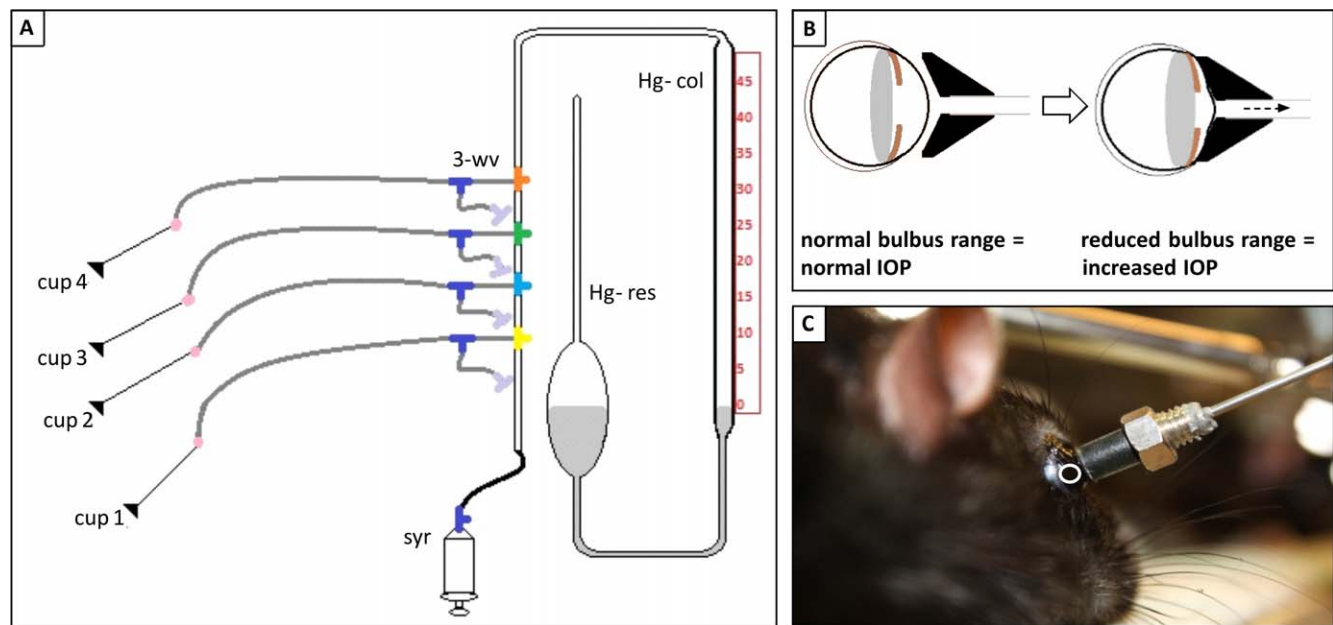 A
Hg- col
45
40
35
30
25
20
15
10
5
0
3-wv
Hg- res
cup 4
cup 3
cup 2
cup 1
syr
B
normal bulbus range =
normal IOP
reduced bulbus range =
increased IOP
C